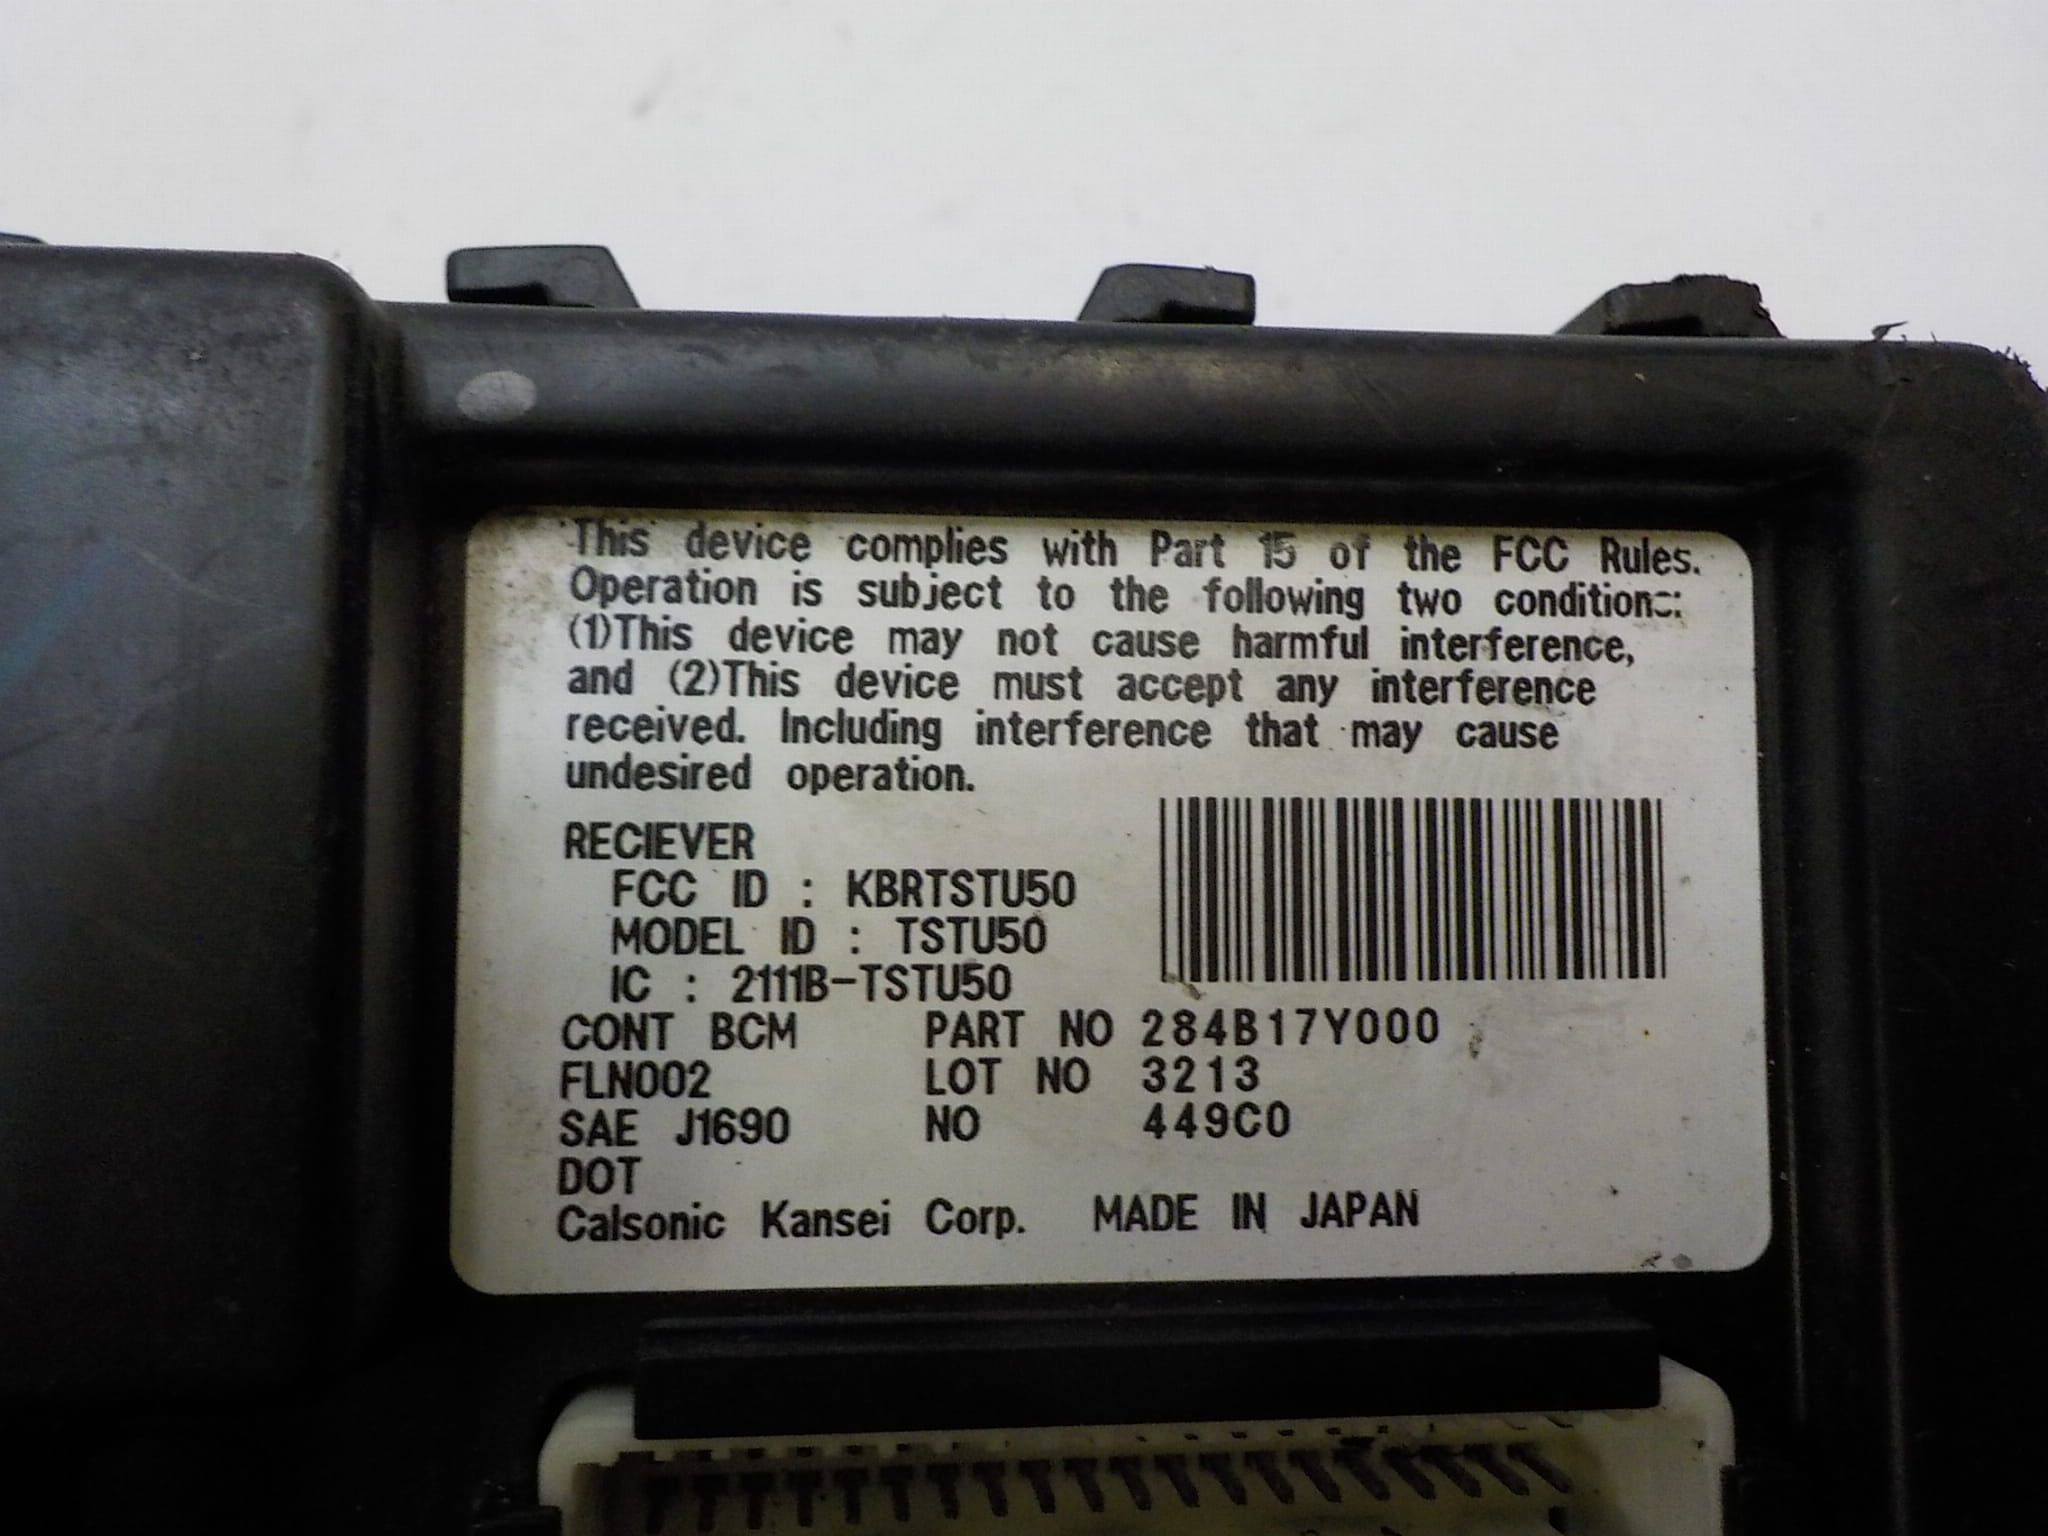 This device complies with Part 15 of the FCC Rules.
Operation is subject to the following two conditions:
(1)This device may not cause harmful interference,
and (2)This device must accept any interference
received. Including interference that may cause
undesired operation.
RECIEVER
FCC ID : KBRTSTU50
MODEL ID : TSTU50
IC : 2111B-TSTU50
CONT BCM PART NO 284B17Y000
FLN002 LOT NO 3213
SAE J1690 NO 449C0
DOT
Calsonic Kansei Corp. MADE IN JAPAN